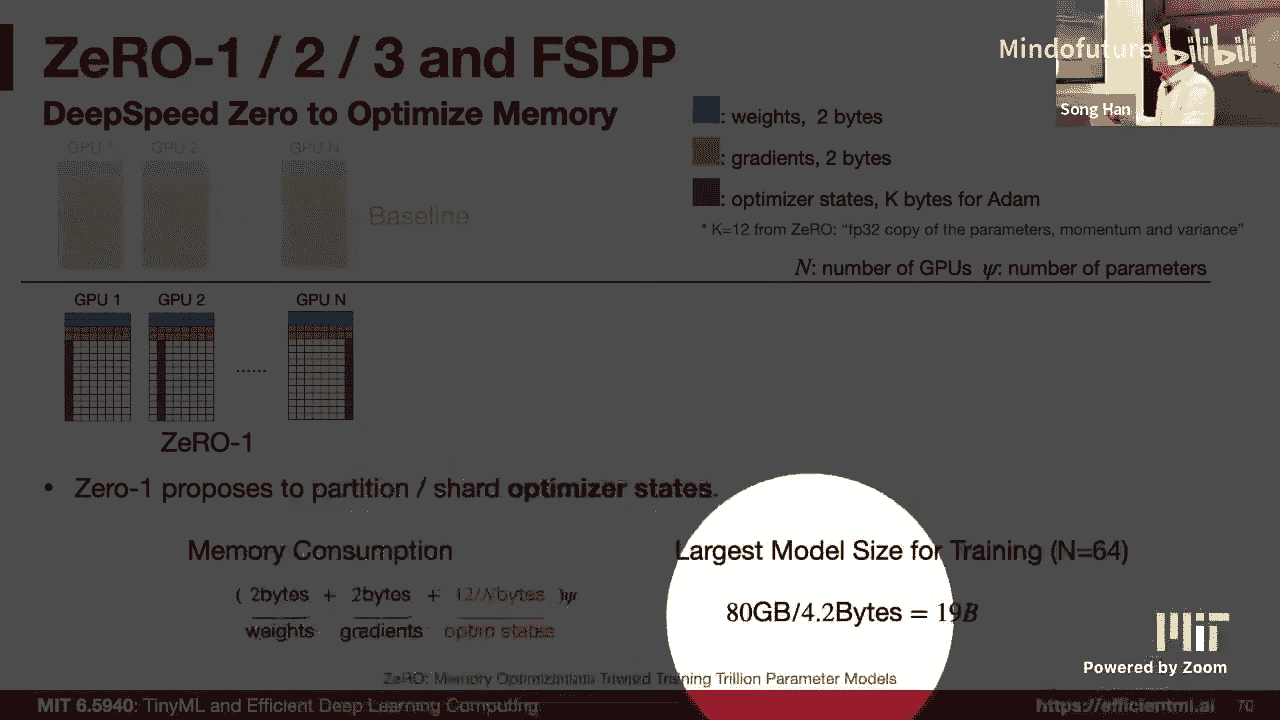 ZeRO-1 / 2 / 3 and FSDP
Mindofuture bilibili
Song Han
DeepSpeed Zero to Optimize Memory
: weights, 2 bytes
GPU 1 GPU 2 GPU N
: gradients, 2 bytes
: optimizer states, K bytes for Adam
Baseline
* K=12 from ZeRO: “fp32 copy of the parameters, momentum and variance”
N: number of GPUs ψ: number of parameters
GPU 1 GPU 2 GPU N
......
ZeRO-1
• Zero-1 proposes to partition / shard optimizer states.
Memory Consumption
Largest Model Size for Training (N=64)
( 2bytes + 2bytes + 12/Nbytes )ψ
80GB/4.2Bytes = 19B
weights gradients optim states
MIT
Powered by Zoom
ZeRO: Memory Optimizations Toward Training Trillion Parameter Models
MIT 6.5940: TinyML and Efficient Deep Learning Computing
https://efficientml.ai 70